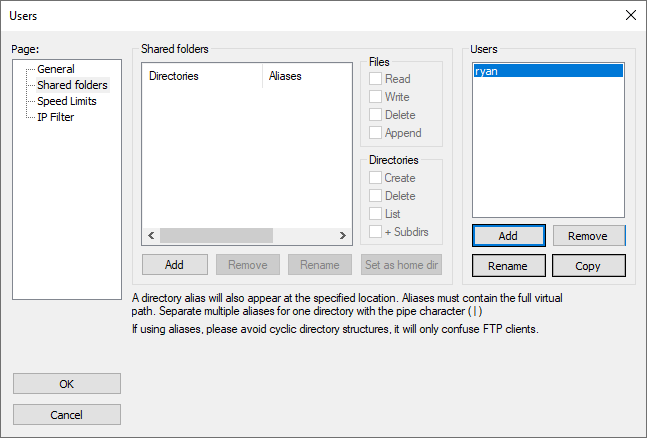 Users
Page:
General
Shared folders
Speed Limits
IP Filter
Shared folders
Directories Aliases
Files
Read
Write
Delete
Append
Directories
Create
Delete
List
+ Subdirs
Add Remove Rename Set as home dir
Users
ryan
Add Remove
Rename Copy
A directory alias will also appear at the specified location. Aliases must contain the full virtual
path. Separate multiple aliases for one directory with the pipe character ( | )
If using aliases, please avoid cyclic directory structures, it will only confuse FTP clients.
OK
Cancel